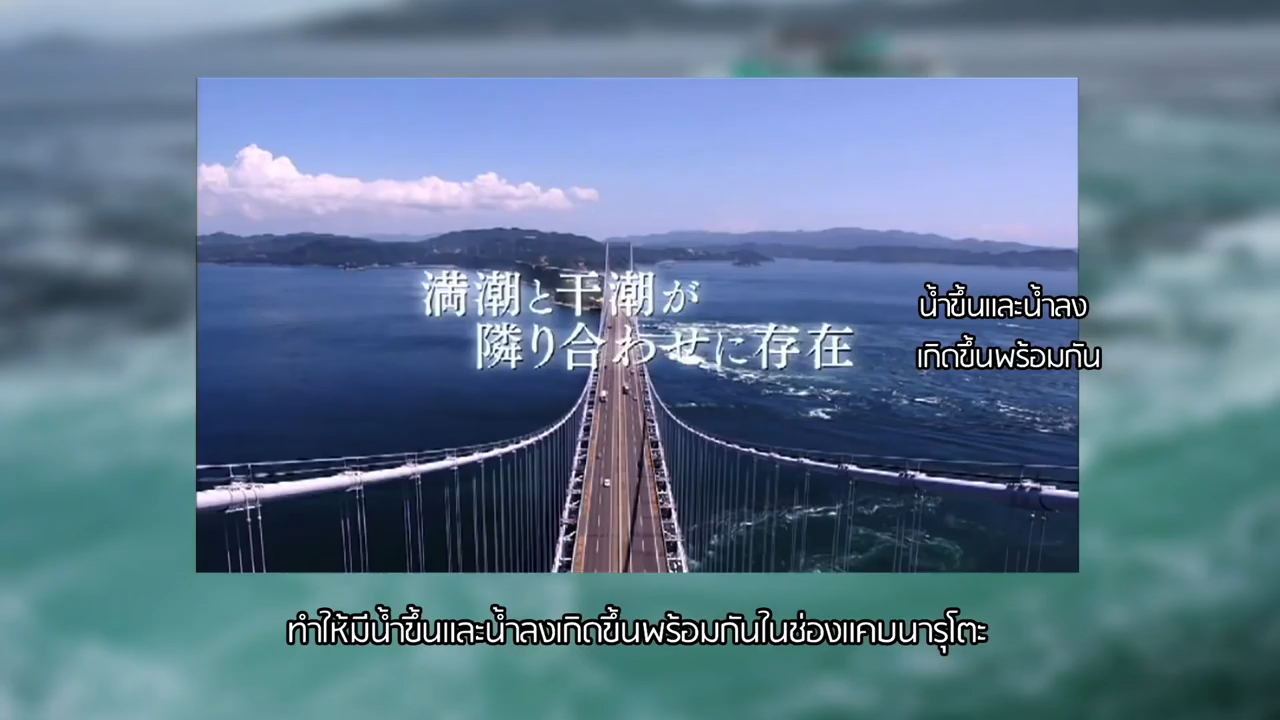 満潮と干潮が
隣り合わせに存在
น้ำขึ้นและน้ำลง
เกิดขึ้นพร้อมกัน
ทำให้มีน้ำขึ้นและน้ำลงเกิดขึ้นพร้อมกันในช่องแคบนารุโตะ